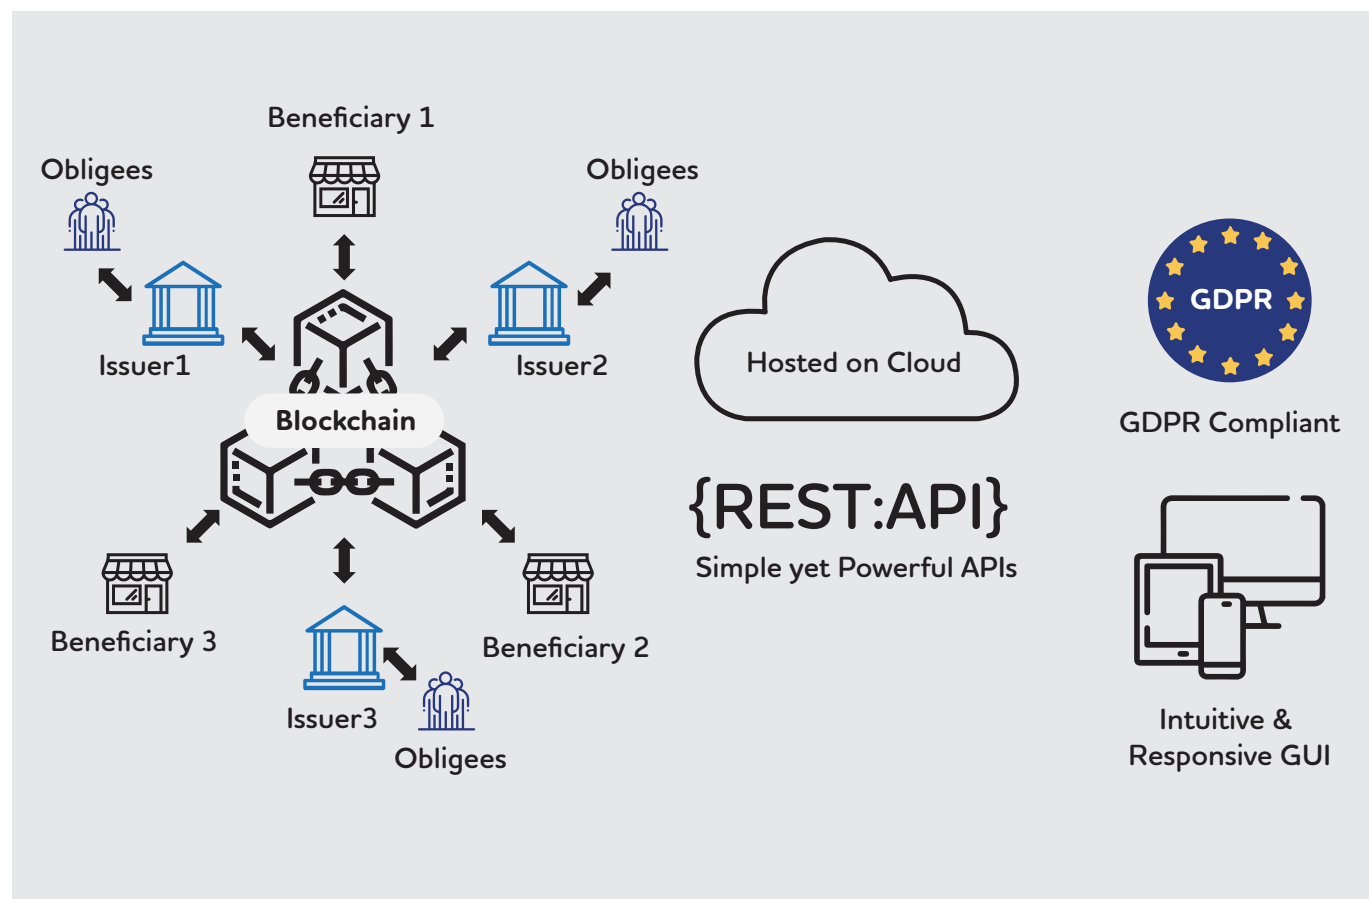 Beneficiary 1
Obligees
Obligees
Issuer1
Issuer2
Blockchain
Beneficiary 3
Beneficiary 2
Issuer3
Obligees
Hosted on Cloud
{REST:API}
Simple yet Powerful APIs
GDPR
GDPR Compliant
Intuitive &
Responsive GUI